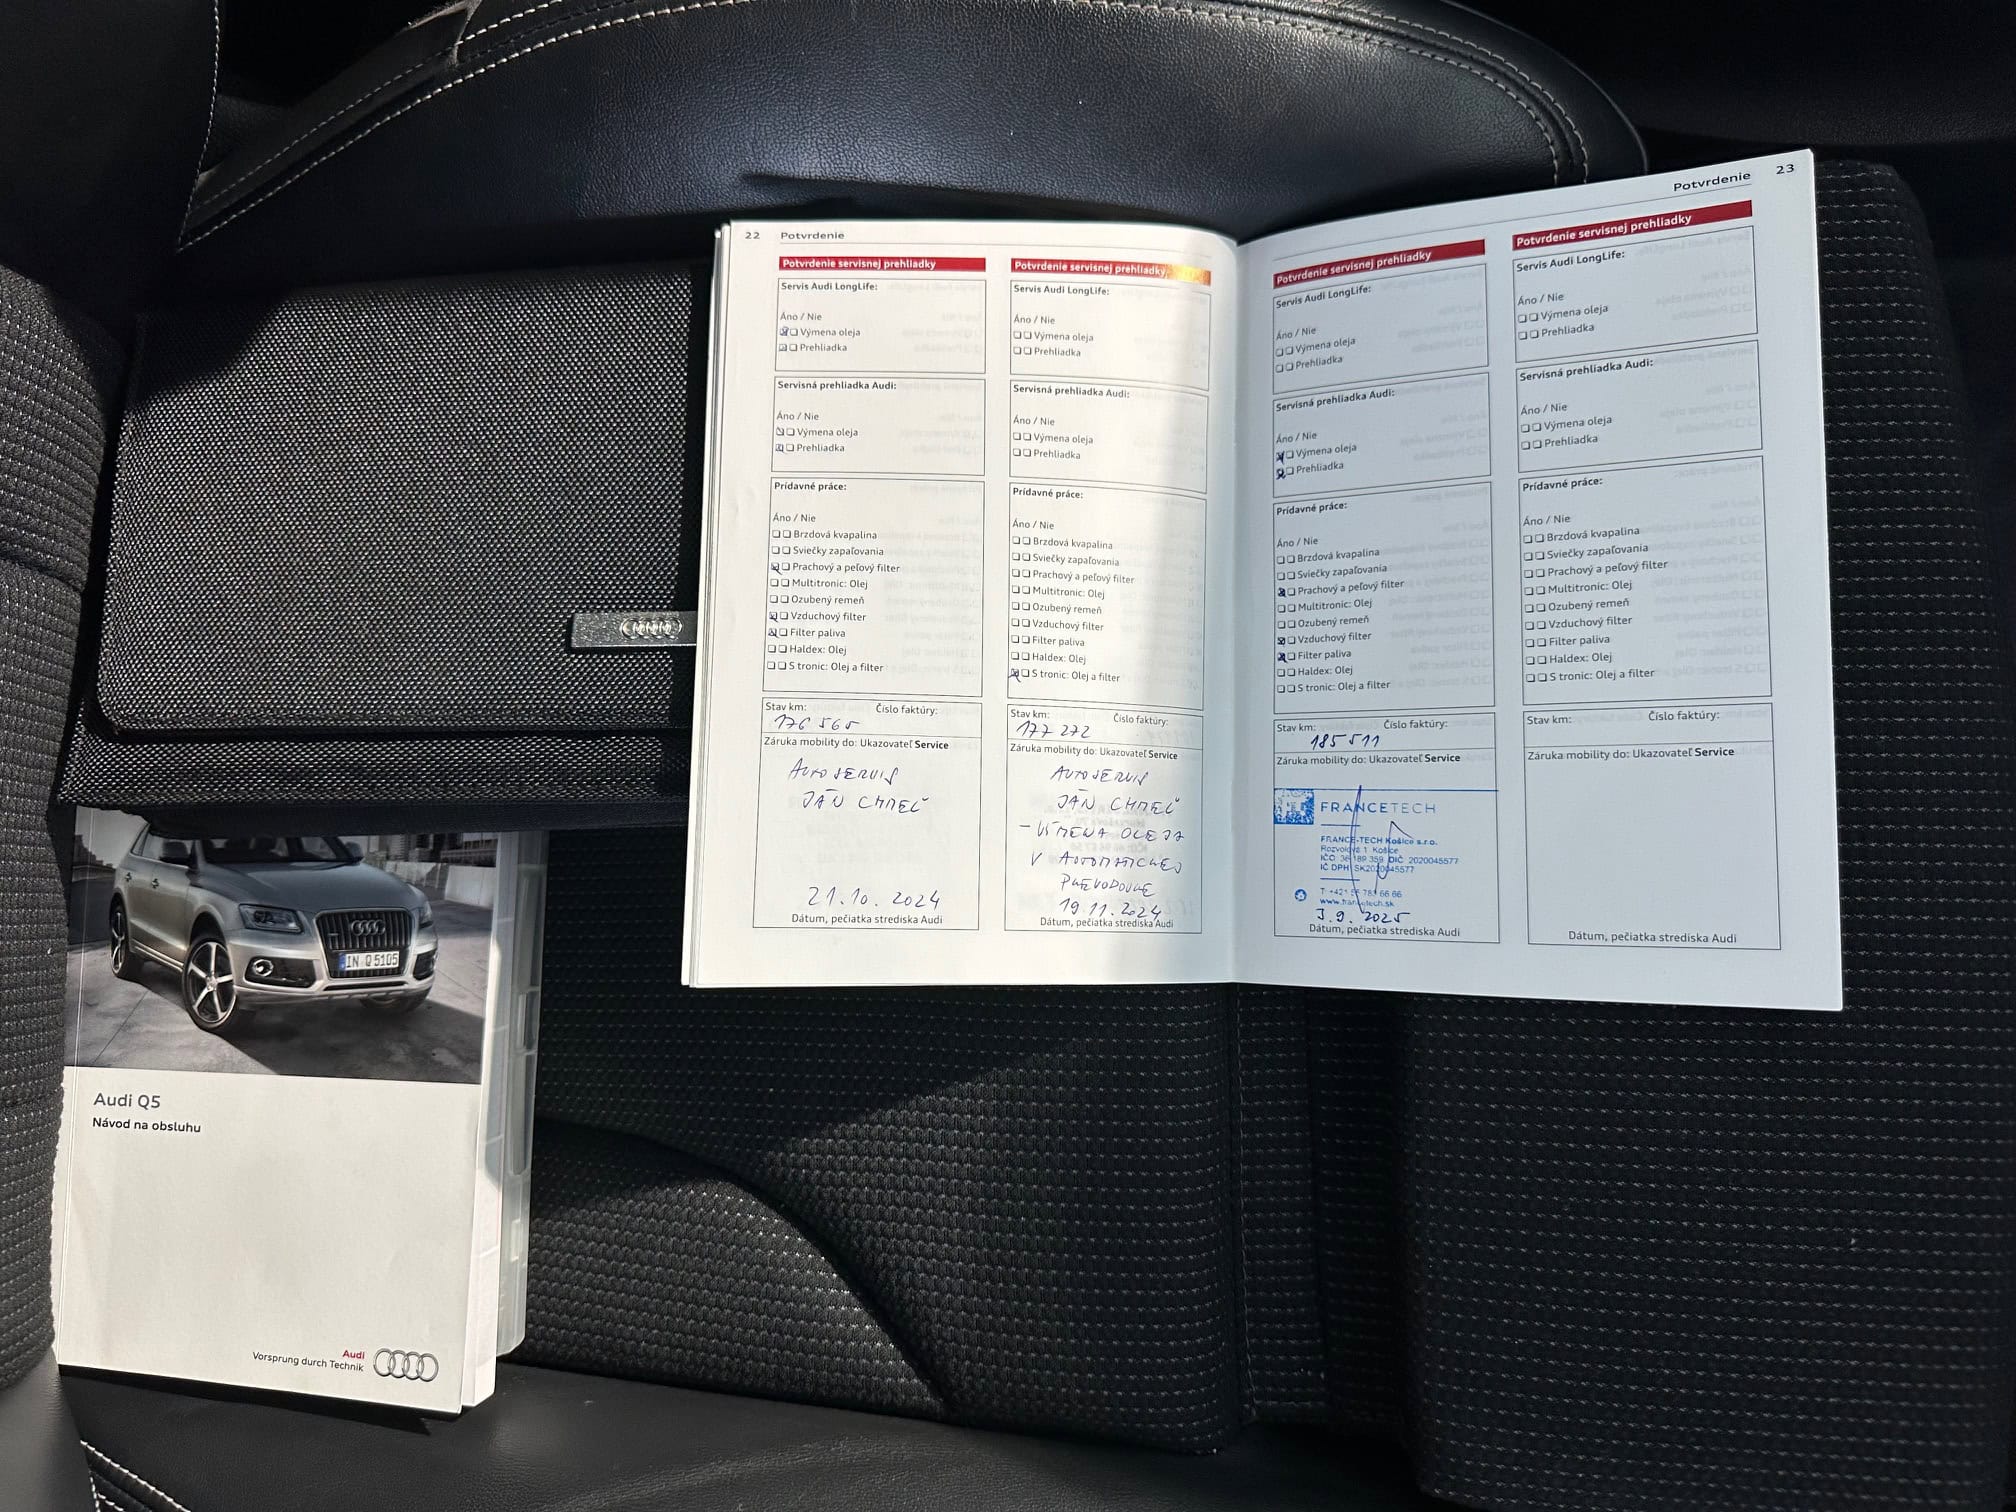 22 Potvrdenie
Potvrdenie servisnej prehliadky
Servis Audi LongLife:
Áno / Nie
Výmena oleja
Prehliadka
Servisná prehliadka Audi:
Áno / Nie
Výmena oleja
Prehliadka
Prídavné práce:
Áno / Nie
Brzdová kvapalina
Sviečky zapaľovania
Prachový a peľový filter
Multitronic: Olej
Ozubený remeň
Vzduchový filter
Filter paliva
Haldex: Olej
S tronic: Olej a filter
Stav km: Číslo faktúry:
176 565
Záruka mobility do: Ukazovateľ Service
AUTOSERVIS
JÁN CHMEĽ
21.10.2024
Dátum, pečiatka strediska Audi
Potvrdenie servisnej prehliadky
Servis Audi LongLife:
Áno / Nie
Výmena oleja
Prehliadka
Servisná prehliadka Audi:
Áno / Nie
Výmena oleja
Prehliadka
Prídavné práce:
Áno / Nie
Brzdová kvapalina
Sviečky zapaľovania
Prachový a peľový filter
Multitronic: Olej
Ozubený remeň
Vzduchový filter
Filter paliva
Haldex: Olej
S tronic: Olej a filter
Stav km: Číslo faktúry:
177 272
Záruka mobility do: Ukazovateľ Service
AUTOSERVIS
JÁN CHMEĽ
- VÝMENA OLEJA
V AUTOMATICKEJ
PREVODOVKE
19.11.2024
Dátum, pečiatka strediska Audi
Potvrdenie 23
Potvrdenie servisnej prehliadky
Servis Audi LongLife:
Áno / Nie
Výmena oleja
Prehliadka
Servisná prehliadka Audi:
Áno / Nie
Výmena oleja
Prehliadka
Prídavné práce:
Áno / Nie
Brzdová kvapalina
Sviečky zapaľovania
Prachový a peľový filter
Multitronic: Olej
Ozubený remeň
Vzduchový filter
Filter paliva
Haldex: Olej
S tronic: Olej a filter
Stav km: Číslo faktúry:
185 511
Záruka mobility do: Ukazovateľ Service
FRANCETECH
FRANCE-TECH Košice s.r.o.
Rozvojová 1 Košice
IČO 36 189 359 DIČ 2020045577
IČ DPH SK2020045577
www.francetech.sk
3.9.2025
Dátum, pečiatka strediska Audi
Potvrdenie servisnej prehliadky
Servis Audi LongLife:
Áno / Nie
Výmena oleja
Prehliadka
Servisná prehliadka Audi:
Áno / Nie
Výmena oleja
Prehliadka
Prídavné práce:
Áno / Nie
Brzdová kvapalina
Sviečky zapaľovania
Prachový a peľový filter
Multitronic: Olej
Ozubený remeň
Vzduchový filter
Filter paliva
Haldex: Olej
S tronic: Olej a filter
Stav km: Číslo faktúry:
Záruka mobility do: Ukazovateľ Service
Dátum, pečiatka strediska Audi
IN Q 5105
Audi Q5
Návod na obsluhu
Audi
Vorsprung durch Technik